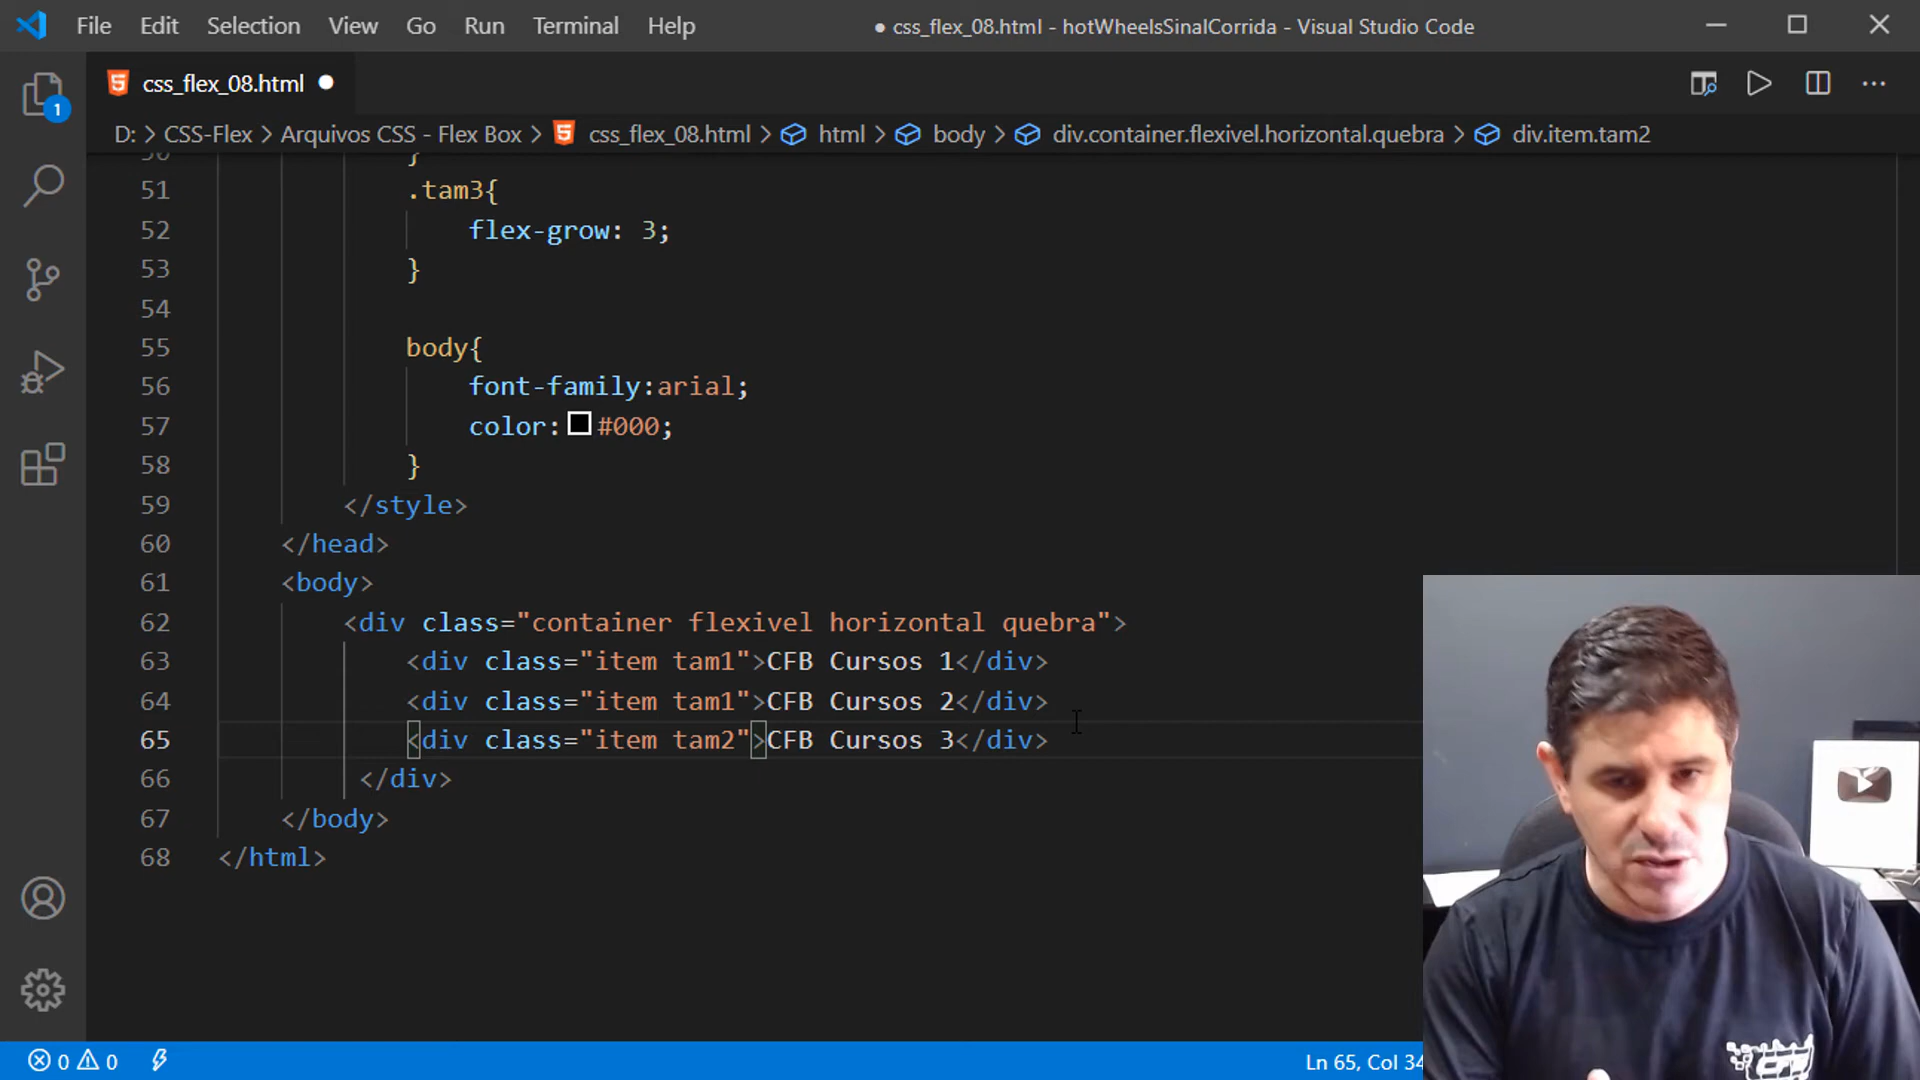 File Edit Selection View Go Run Terminal Help ● css_flex_08.html - hotWheelsSinalCorrida - Visual Studio Code
css_flex_08.html
1
D: > CSS-Flex > Arquivos CSS - Flex Box > css_flex_08.html > html > body > div.container.flexivel.horizontal.quebra > div.item.tam2
50 }
51 .tam3{
52 flex-grow: 3;
53 }
54
55 body{
56 font-family:arial;
57 color:#000;
58 }
59 </style>
60 </head>
61 <body>
62 <div class="container flexivel horizontal quebra">
63 <div class="item tam1">CFB Cursos 1</div>
64 <div class="item tam1">CFB Cursos 2</div>
65 <div class="item tam2">CFB Cursos 3</div>
66 </div>
67 </body>
68 </html>
0 0 Ln 65, Col 34